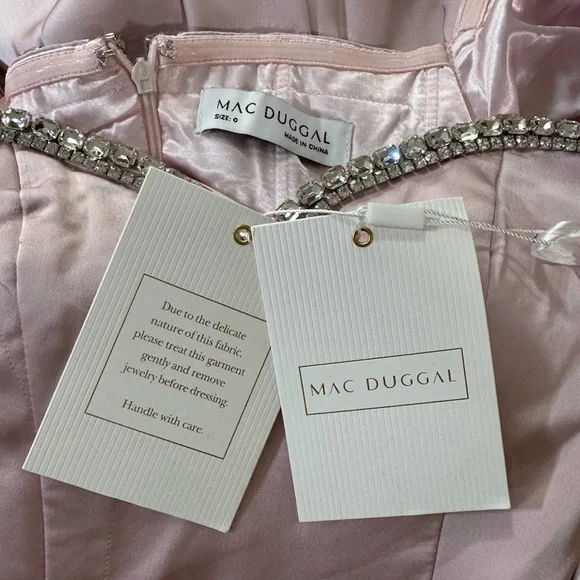 MAC DUGGAL
SIZE: 0
MADE IN CHINA
Due to the delicate
nature of this fabric,
please treat this garment
gently and remove
jewelry before dressing.
Handle with care.
MAC DUGGAL